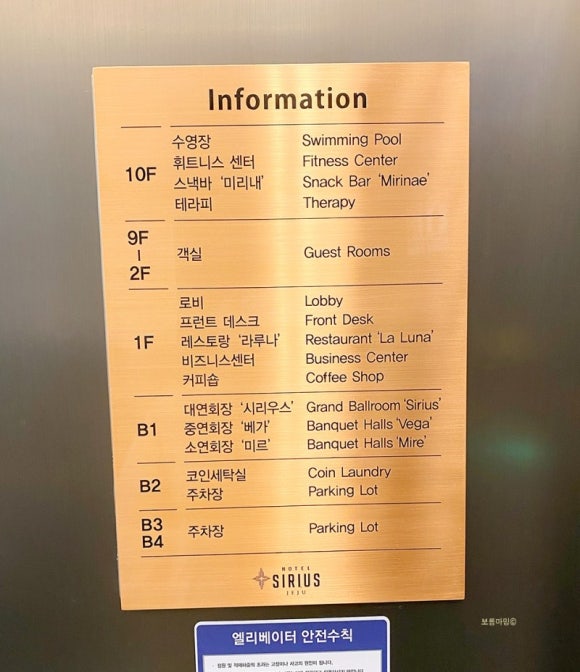 Information
10F
수영장 Swimming Pool
휘트니스 센터 Fitness Center
스낵바 '미리내' Snack Bar 'Mirinae'
테라피 Therapy
9F
|
2F
객실 Guest Rooms
1F
로비 Lobby
프런트 데스크 Front Desk
레스토랑 '라루나' Restaurant 'La Luna'
비즈니스센터 Business Center
커피숍 Coffee Shop
B1
대연회장 '시리우스' Grand Ballroom 'Sirius'
중연회장 '베가' Banquet Halls 'Vega'
소연회장 '미르' Banquet Halls 'Mire'
B2
코인세탁실 Coin Laundry
주차장 Parking Lot
B3
B4
주차장 Parking Lot
HOTEL
SIRIUS
JEJU
보름마밍©
엘리베이터 안전수칙